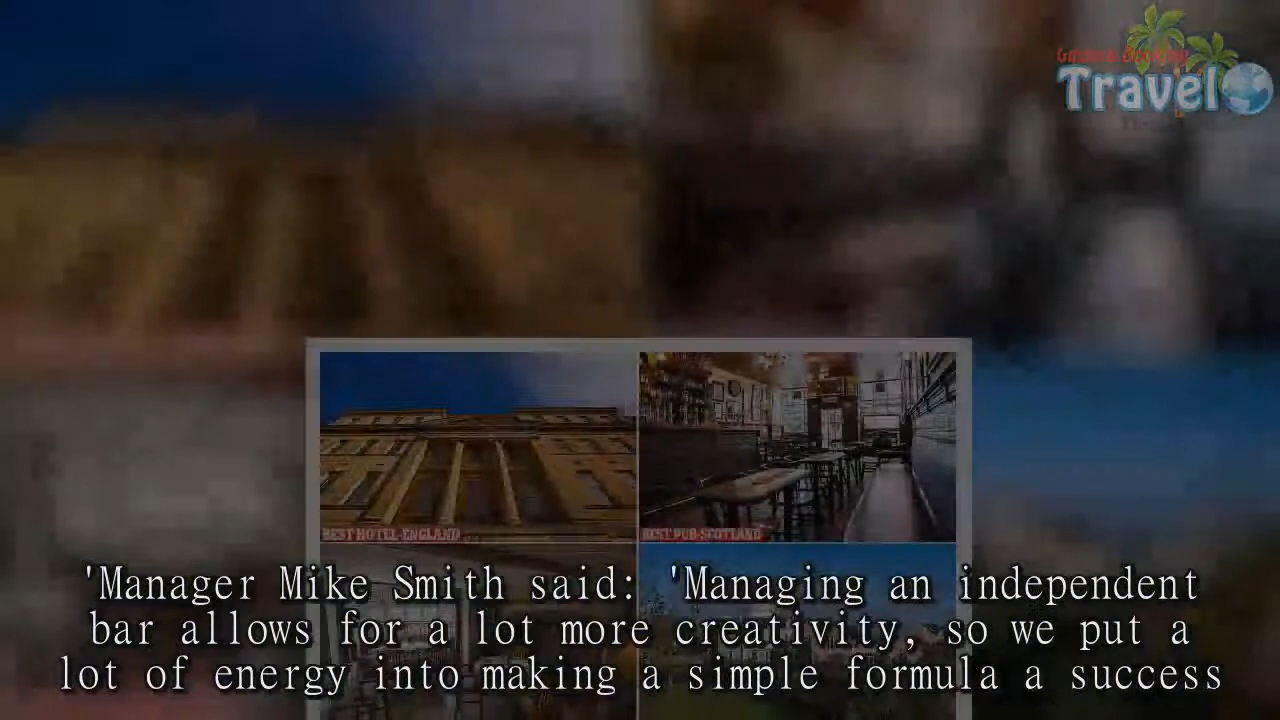 Travel
BEST HOTEL-ENGLAND
BEST PUB-SCOTLAND
'Manager Mike Smith said: 'Managing an independent
bar allows for a lot more creativity, so we put a
lot of energy into making a simple formula a success